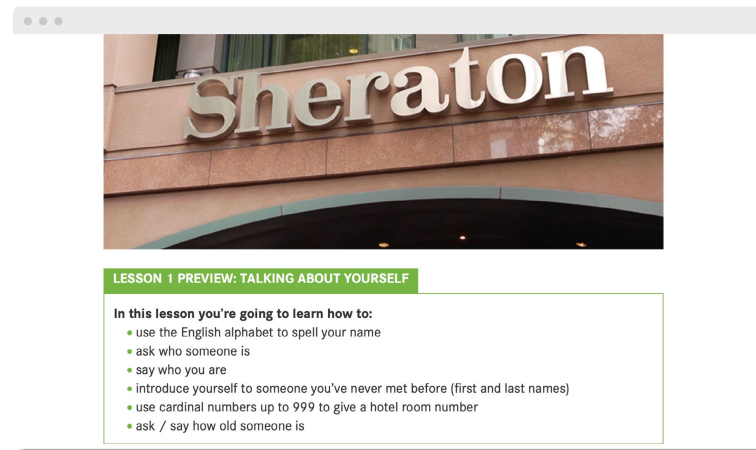 Sheraton
LESSON 1 PREVIEW: TALKING ABOUT YOURSELF
In this lesson you're going to learn how to:
• use the English alphabet to spell your name
• ask who someone is
• say who you are
• introduce yourself to someone you've never met before (first and last names)
• use cardinal numbers up to 999 to give a hotel room number
• ask / say how old someone is